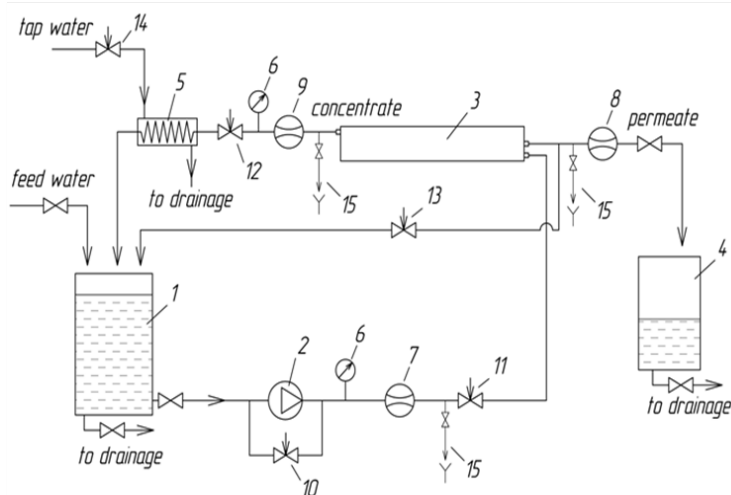 tap water
14
5
6
9
concentrate
3
8
permeate
12
15
15
to drainage
feed water
13
4
1
2
6
7
11
to drainage
to drainage
10
15